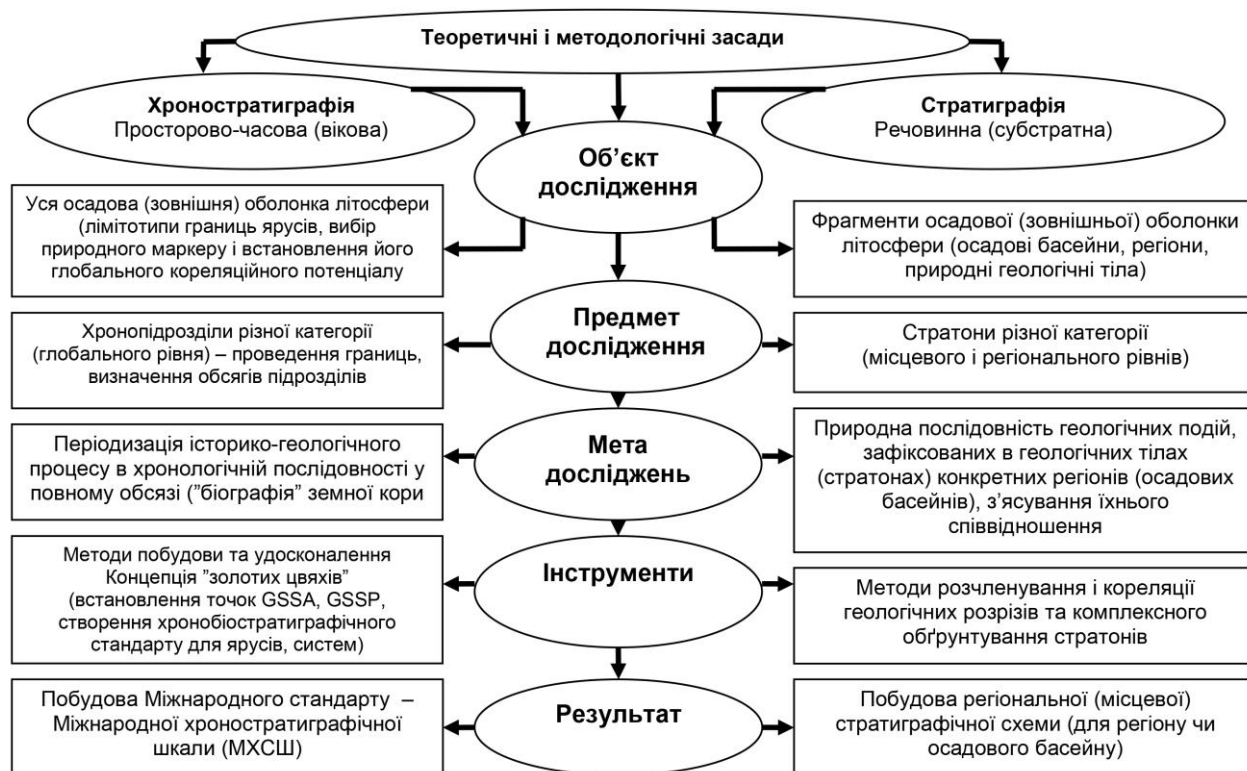 Теоретичні і методологічні засади
Хроностратиграфія
Просторово-часова (вікова)
Стратиграфія
Речовинна (субстратна)
Об’єкт
дослідження
Уся осадова (зовнішня) оболонка літосфери
(лімітотипи границь ярусів, вибір
природного маркеру і встановлення його
глобального кореляційного потенціалу
Фрагменти осадової (зовнішньої) оболонки
літосфери (осадові басейни, регіони,
природні геологічні тіла)
Предмет
дослідження
Хронопідрозділи різної категорії
(глобального рівня) – проведення границь,
визначення обсягів підрозділів
Стратони різної категорії
(місцевого і регіонального рівнів)
Мета
досліджень
Періодизація історико-геологічного
процесу в хронологічній послідовності у
повному обсязі (”біографія” земної кори
Природна послідовність геологічних подій,
зафіксованих в геологічних тілах
(стратонах) конкретних регіонів (осадових
басейнів), з’ясування їхнього
співвідношення
Інструменти
Методи побудови та удосконалення
Концепція ”золотих цвяхів”
(встановлення точок GSSA, GSSP,
створення хронобіостратиграфічного
стандарту для ярусів, систем)
Методи розчленування і кореляції
геологічних розрізів та комплексного
обґрунтування стратонів
Результат
Побудова Міжнародного стандарту –
Міжнародної хроностратиграфічної
шкали (МХСШ)
Побудова регіональної (місцевої)
стратиграфічної схеми (для регіону чи
осадового басейну)